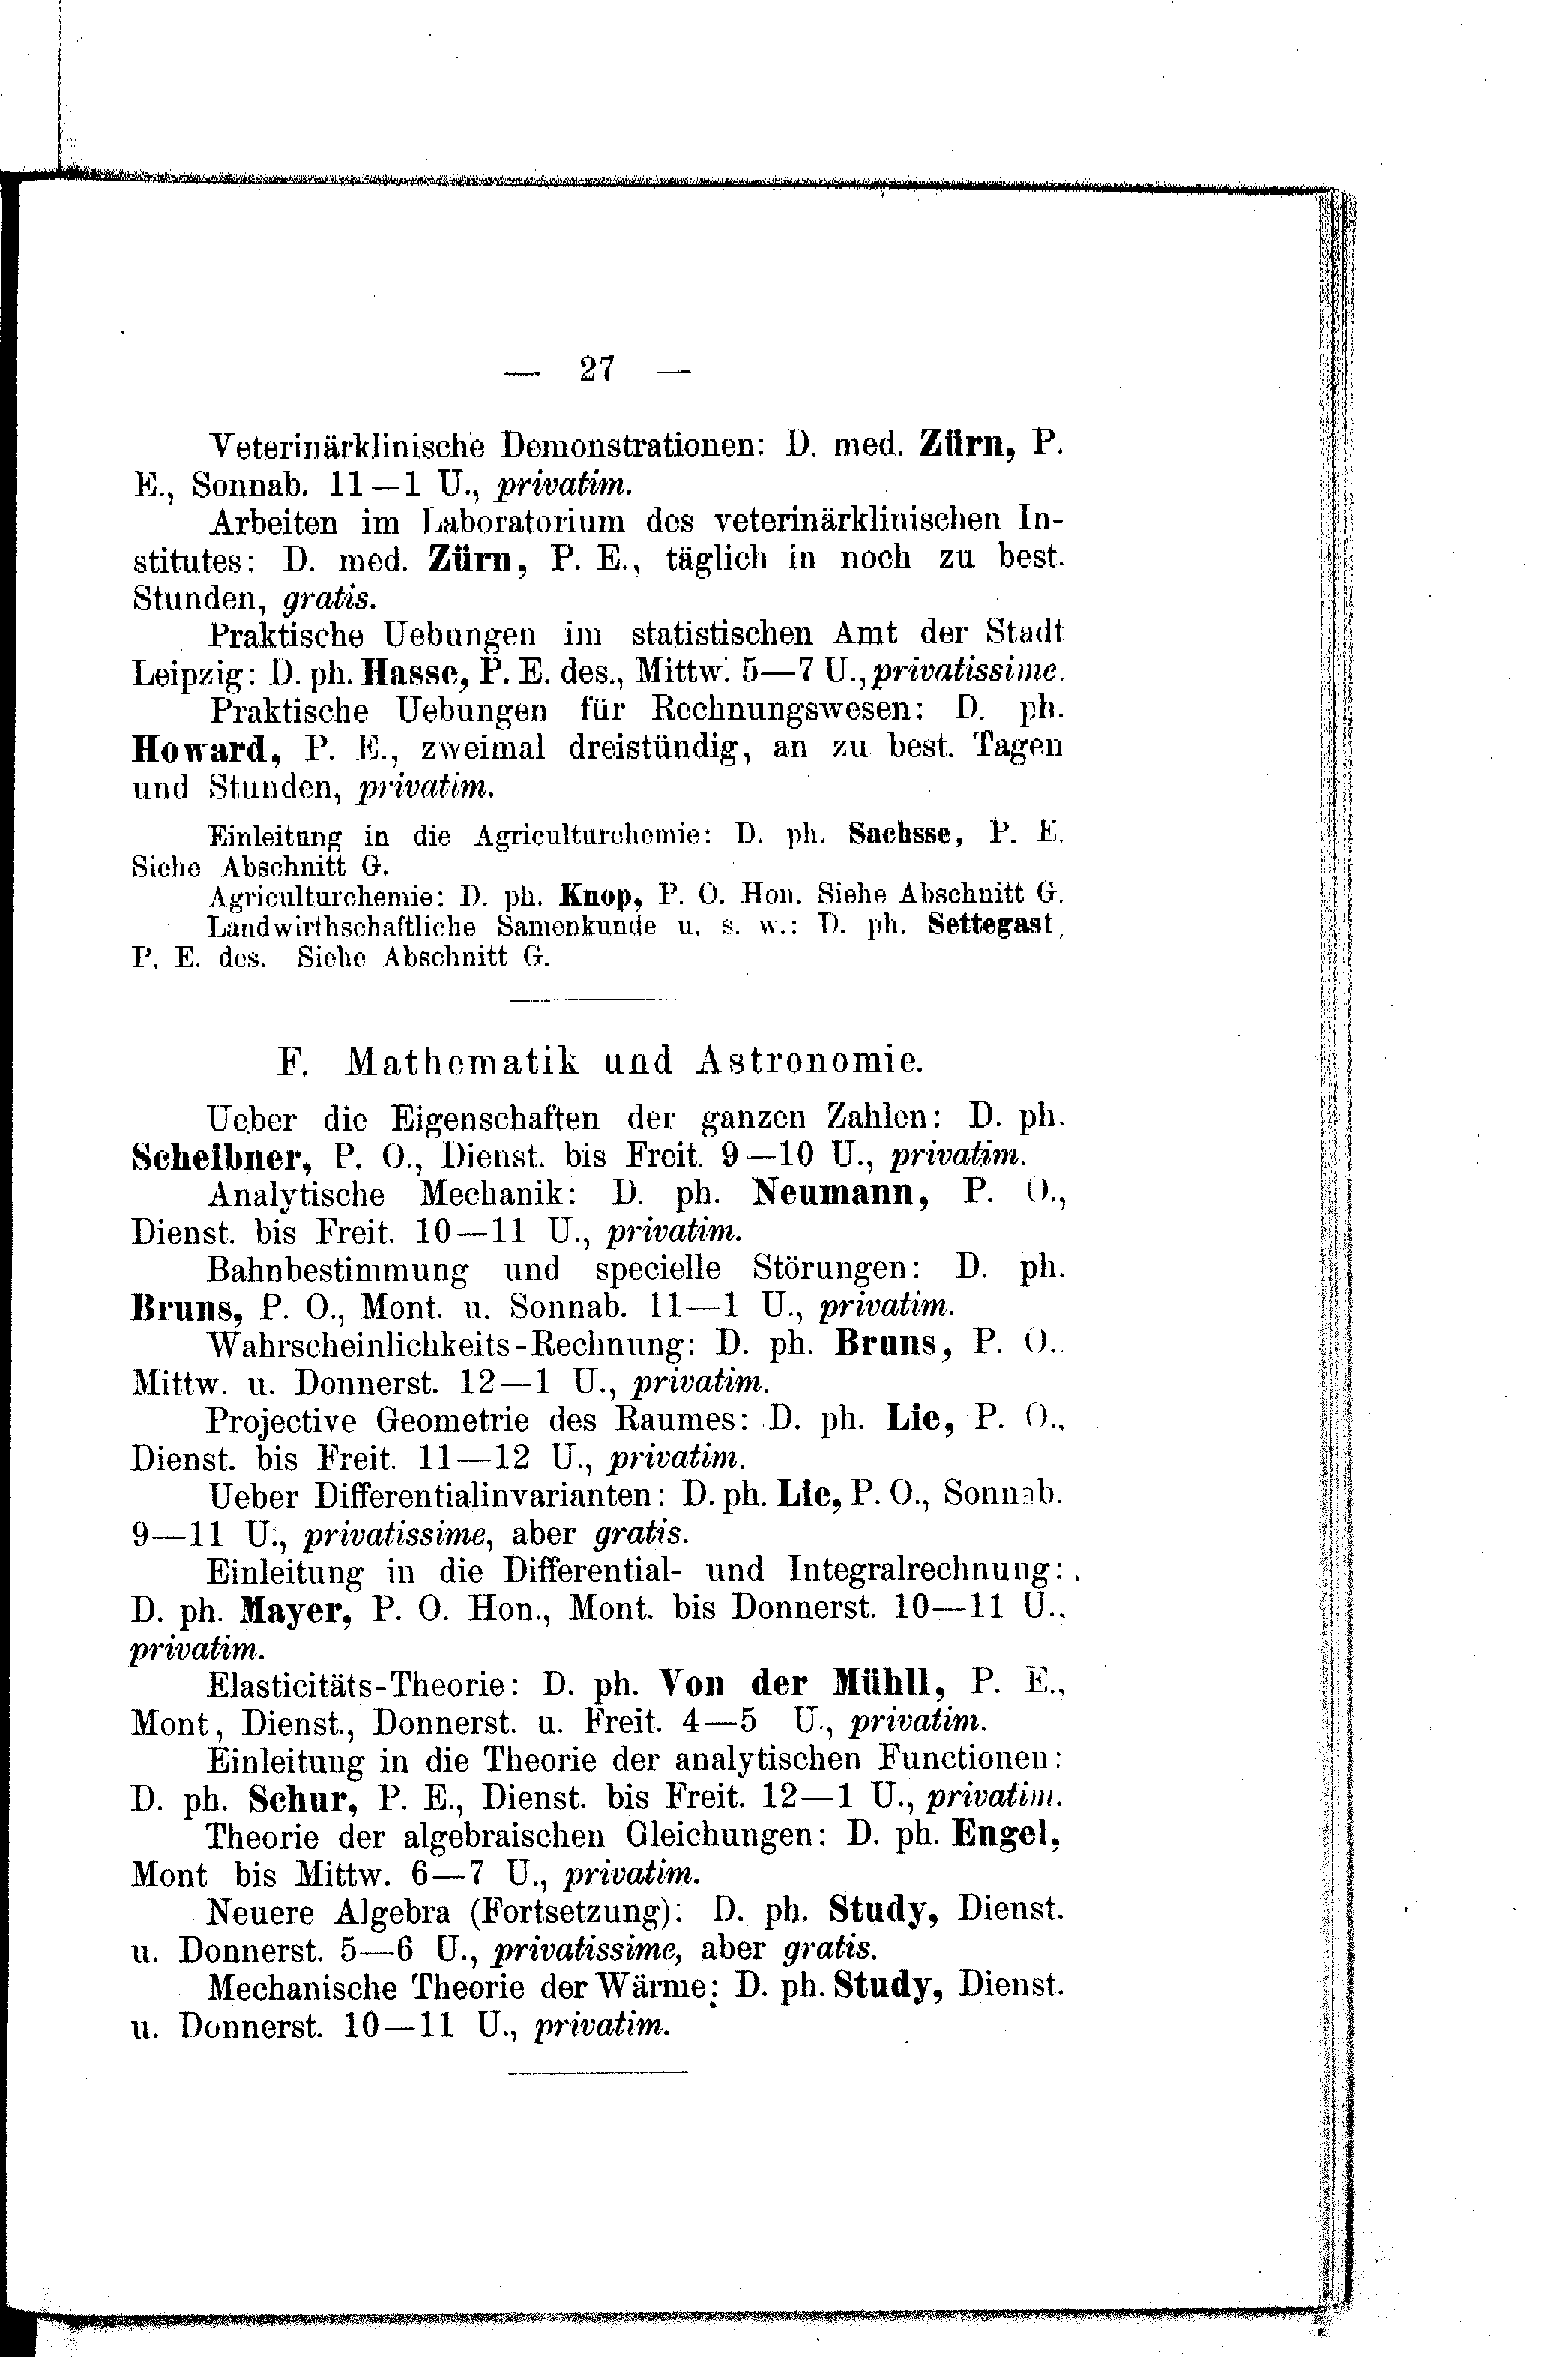 — 27 —
Veterinärklinische Demonstrationen: D. med. Zürn, P.
E., Sonnab. 11—1 U., privatim.
Arbeiten im Laboratorium des veterinärklinischen In-
stitutes: D. med. Zürn, P. E., täglich in noch zu best.
Stunden, gratis.
Praktische Uebungen im statistischen Amt der Stadt
Leipzig: D. ph. Hasse, P. E. des., Mittw. 5—7 U., privatissime.
Praktische Uebungen für Rechnungswesen: D. ph.
Howard, P. E., zweimal dreistündig, an zu best. Tagen
und Stunden, privatim.
Einleitung in die Agriculturchemie: D. ph. Sachsse, P. E.
Siehe Abschnitt G.
Agriculturchemie: D. ph. Knop, P. O. Hon. Siehe Abschnitt G.
Landwirthschaftliche Samenkunde u. s. w.: D. ph. Settegast,
P. E. des. Siehe Abschnitt G.
F. Mathematik und Astronomie.
Ueber die Eigenschaften der ganzen Zahlen: D. ph.
Scheibner, P. O., Dienst. bis Freit. 9—10 U., privatim.
Analytische Mechanik: D. ph. Neumann, P. O.,
Dienst. bis Freit. 10—11 U., privatim.
Bahnbestimmung und specielle Störungen: D. ph.
Bruns, P. O., Mont. u. Sonnab. 11—1 U., privatim.
Wahrscheinlichkeits-Rechnung: D. ph. Bruns, P. O..
Mittw. u. Donnerst. 12—1 U., privatim.
Projective Geometrie des Raumes: D. ph. Lie, P. O.,
Dienst. bis Freit. 11—12 U., privatim.
Ueber Differentialinvarianten: D. ph. Lie, P. O., Sonnab.
9—11 U., privatissime, aber gratis.
Einleitung in die Differential- und Integralrechnung:
D. ph. Mayer, P. O. Hon., Mont. bis Donnerst. 10—11 U.,
privatim.
Elasticitäts-Theorie: D. ph. Von der Mühll, P. E.,
Mont, Dienst., Donnerst. u. Freit. 4—5 U., privatim.
Einleitung in die Theorie der analytischen Functionen:
D. ph. Schur, P. E., Dienst. bis Freit. 12—1 U., privatim.
Theorie der algebraischen Gleichungen: D. ph. Engel,
Mont bis Mittw. 6—7 U., privatim.
Neuere Algebra (Fortsetzung): D. ph. Study, Dienst.
u. Donnerst. 5—6 U., privatissime, aber gratis.
Mechanische Theorie der Wärme: D. ph. Study, Dienst.
u. Donnerst. 10—11 U., privatim.